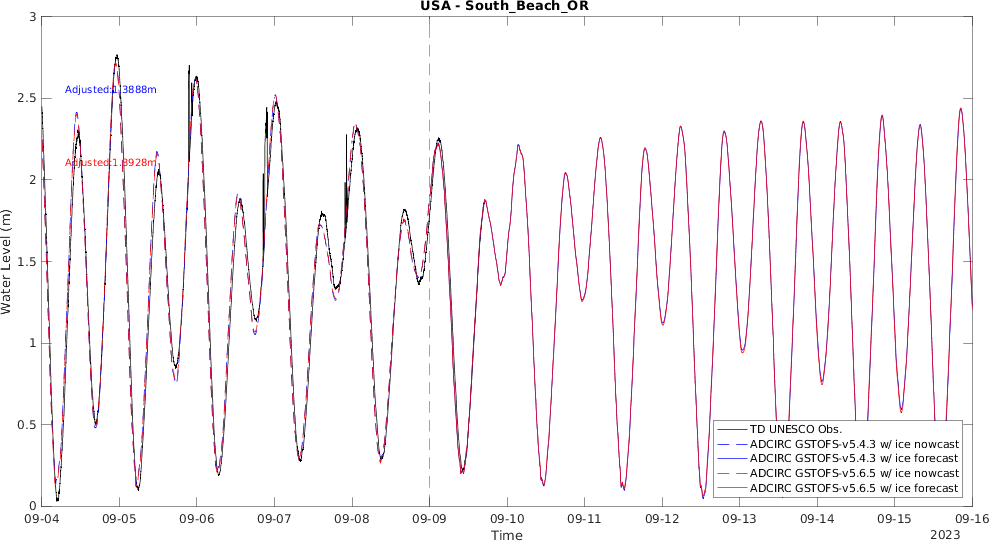 USA - South_Beach_OR
3
2.5
2
1.5
1
0.5
0
Water Level (m)
Adjusted:1.3888m
Adjusted:1.8928m
09-04 09-05 09-06 09-07 09-08 09-09 09-10 09-11 09-12 09-13 09-14 09-15 09-16
Time
2023
TD UNESCO Obs.
ADCIRC GSTOFS-v5.4.3 w/ ice nowcast
ADCIRC GSTOFS-v5.4.3 w/ ice forecast
ADCIRC GSTOFS-v5.6.5 w/ ice nowcast
ADCIRC GSTOFS-v5.6.5 w/ ice forecast